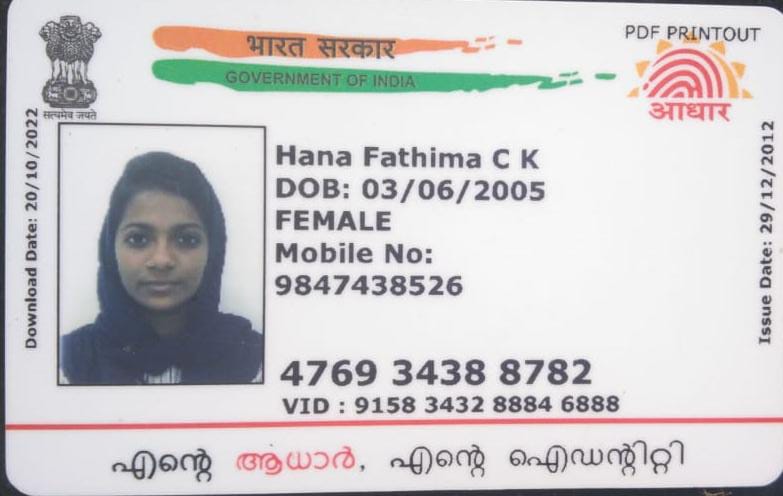 भारत सरकार
GOVERNMENT OF INDIA
PDF PRINTOUT
आधार
सत्यमेव जयते
Download Date: 20/10/2022
Hana Fathima C K
DOB: 03/06/2005
FEMALE
Mobile No:
9847438526
Issue Date: 29/12/2012
4769 3438 8782
VID : 9158 3432 8884 6888
എന്റെ ആധാർ, എന്റെ ഐഡന്റിറ്റി